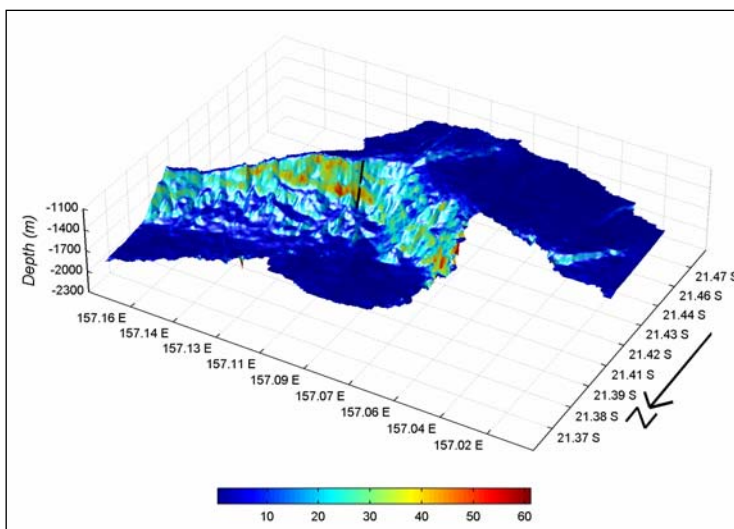 -1100
-1400
-1700
-2000
-2300
Depth (m)
157.16 E
157.14 E
157.13 E
157.11 E
157.09 E
157.07 E
157.06 E
157.04 E
157.02 E
21.47 S
21.46 S
21.44 S
21.43 S
21.42 S
21.41 S
21.39 S
21.38 S
21.37 S
N
10 20 30 40 50 60